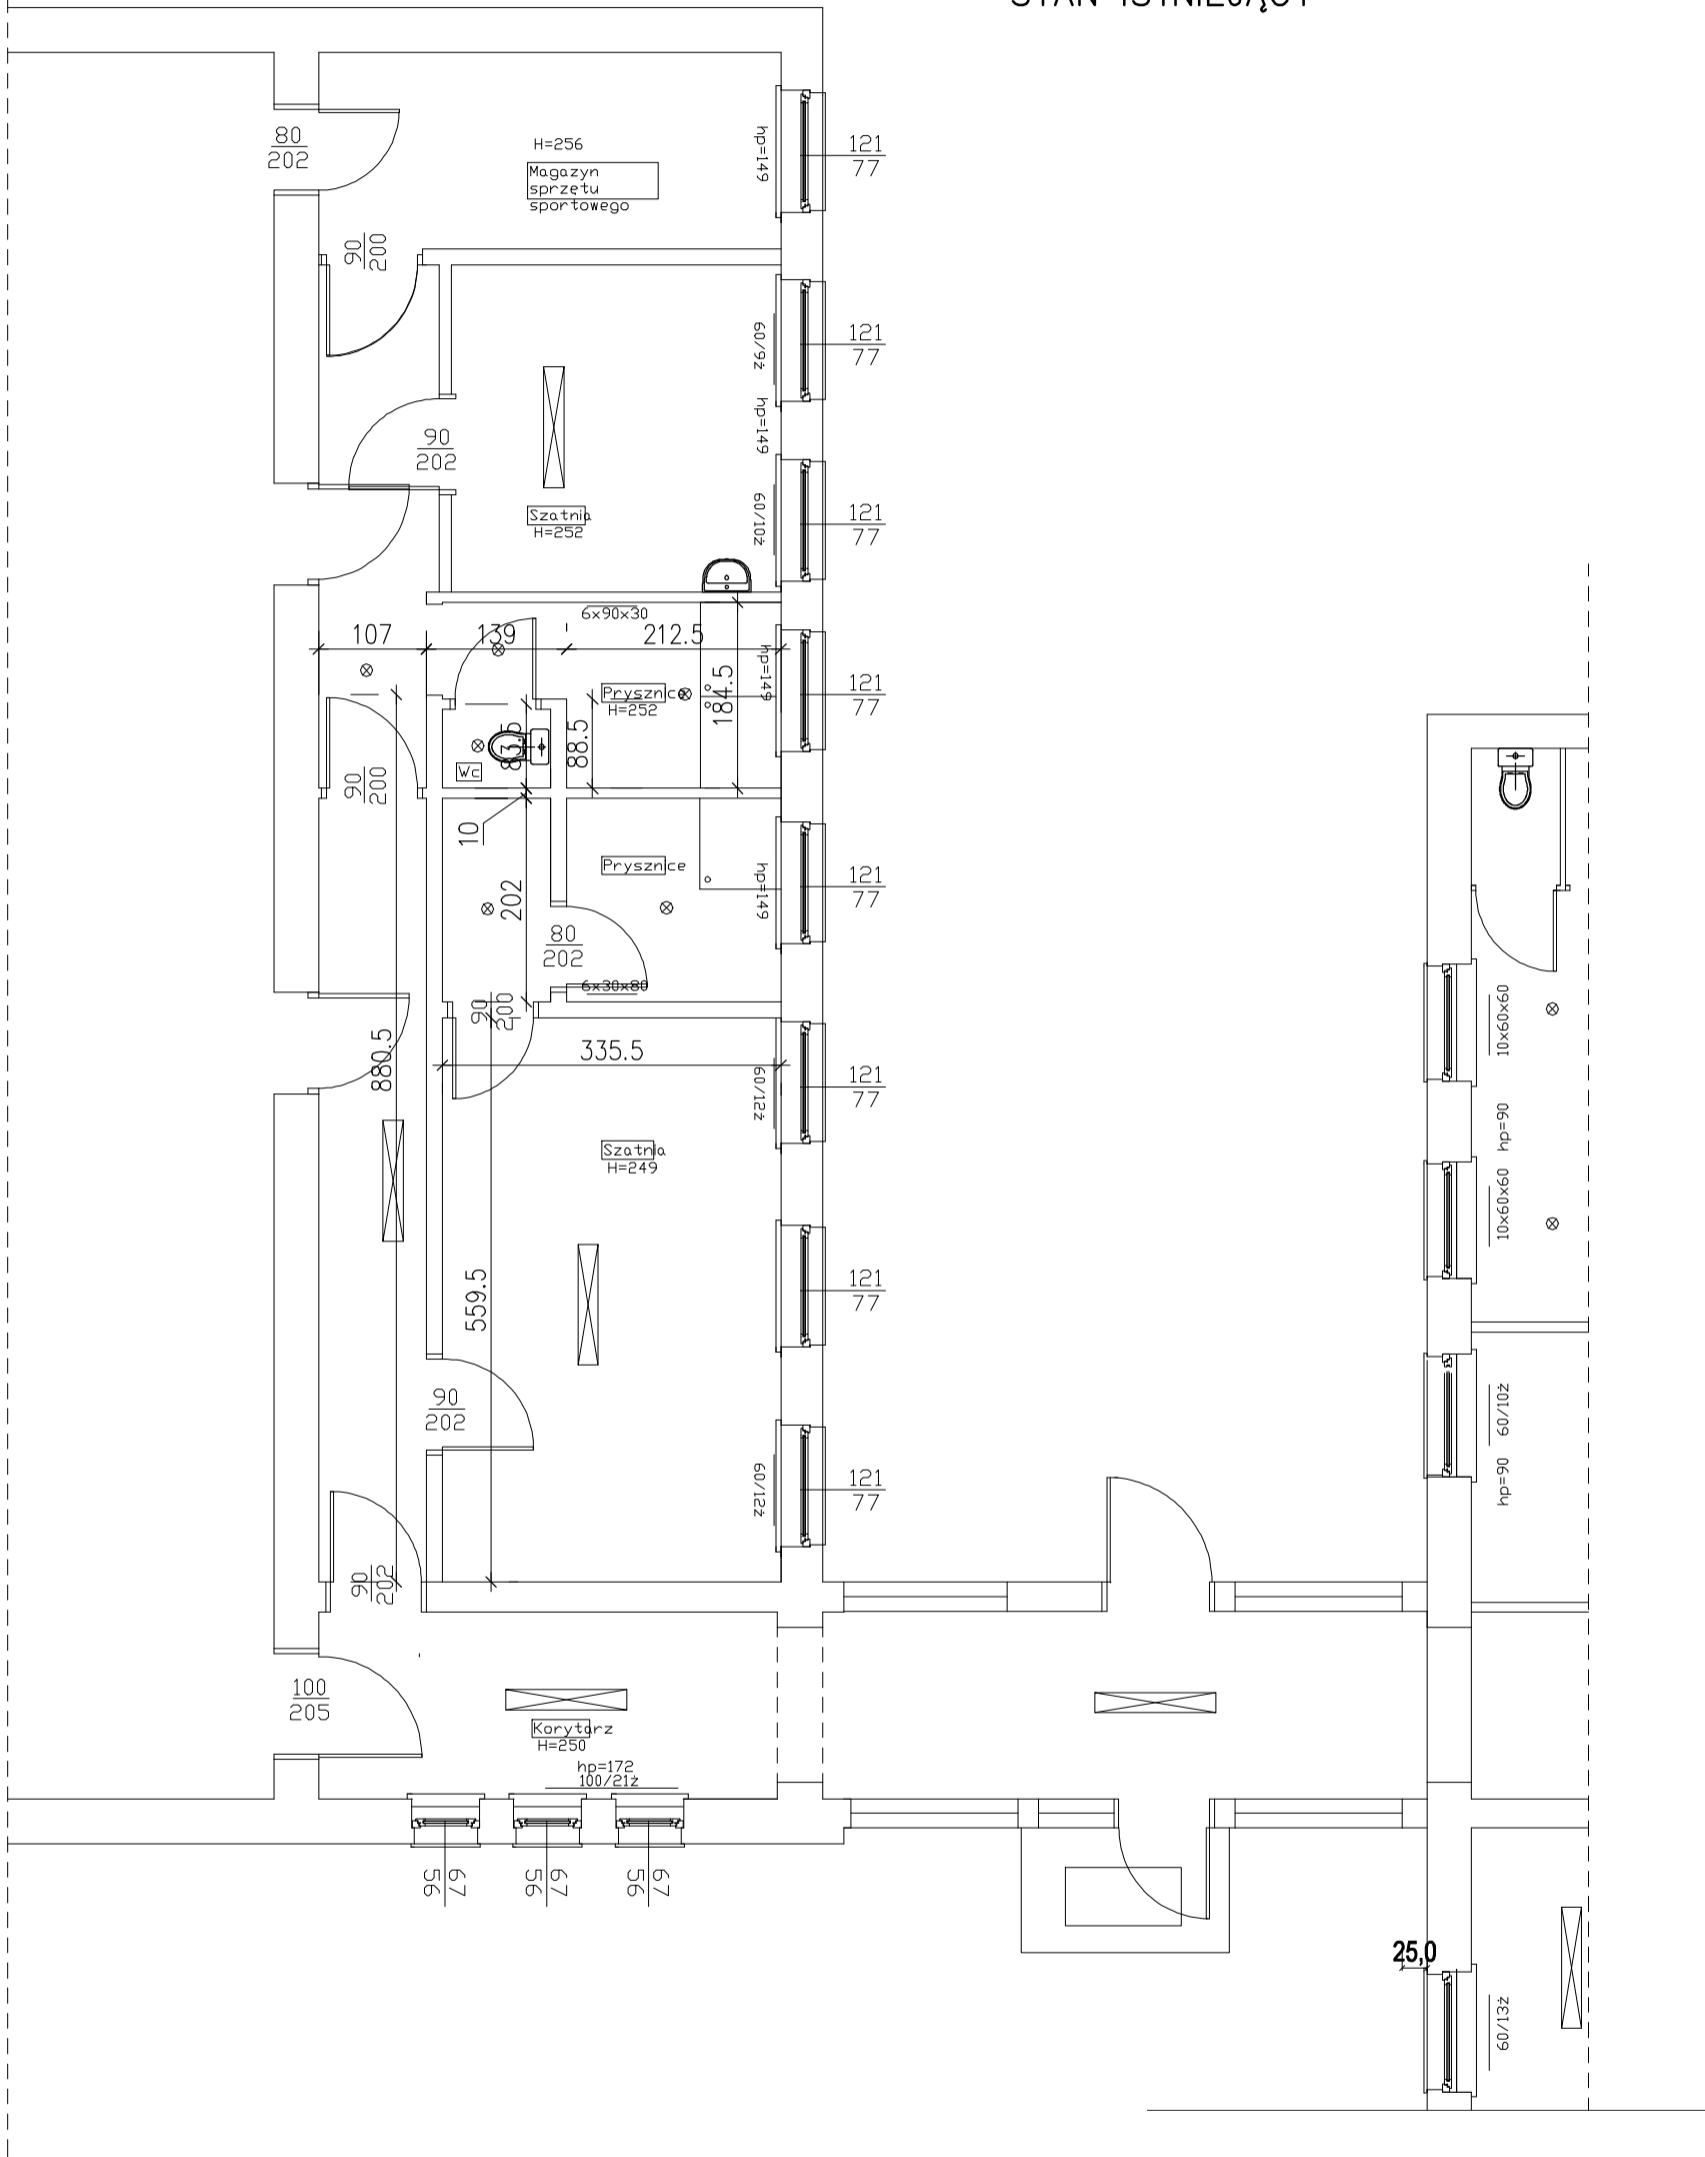 STAN ISTNIEJĄCY
80
202
H=256
Magazyn
sprzętu
sportowego
hp=149
121
77
90
200
60/9ż
121
77
hp=149
90
202
60/10ż
121
77
Szatnia
H=252
6x90x30
107
139
212.5
hp=149
184.5
121
77
Prysznice
H=252
88.5
Wc
90
200
10
202
Prysznice
hp=149
121
77
80
202
6x30x80
90
200
335.5
880.5
60/12ż
121
77
Szatnia
H=249
559.5
121
77
90
202
60/12ż
121
77
90
202
100
205
Korytarz
H=250
hp=172
100/21ż
67
56
67
56
67
56
10x60x60
hp=90
10x60x60
60/10ż
hp=90
25,0
60/13ż